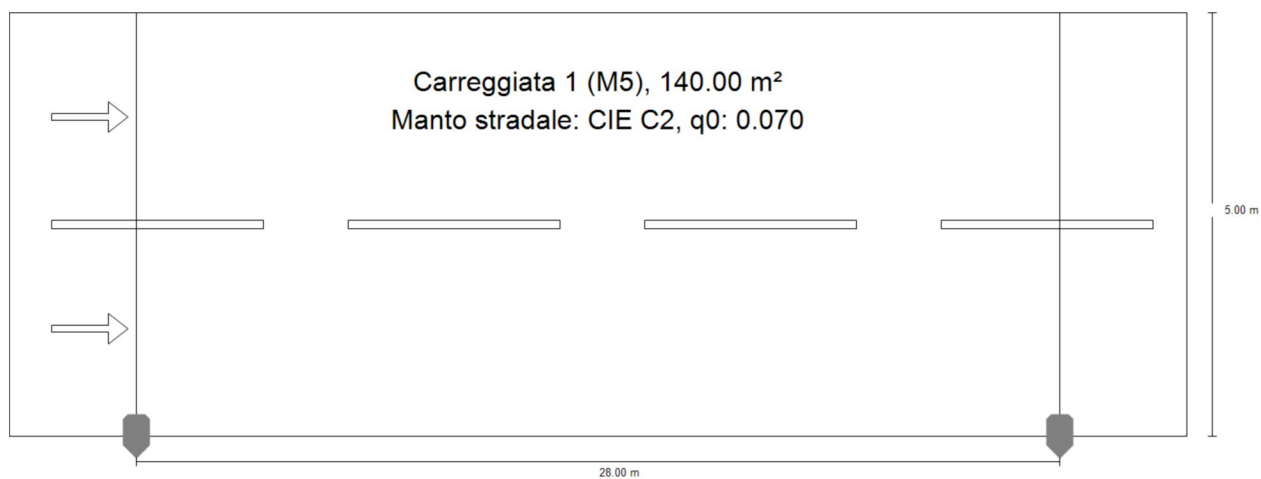 Carreggiata 1 (M5), 140.00 m²
Manto stradale: CIE C2, q0: 0.070
5.00 m
28.00 m